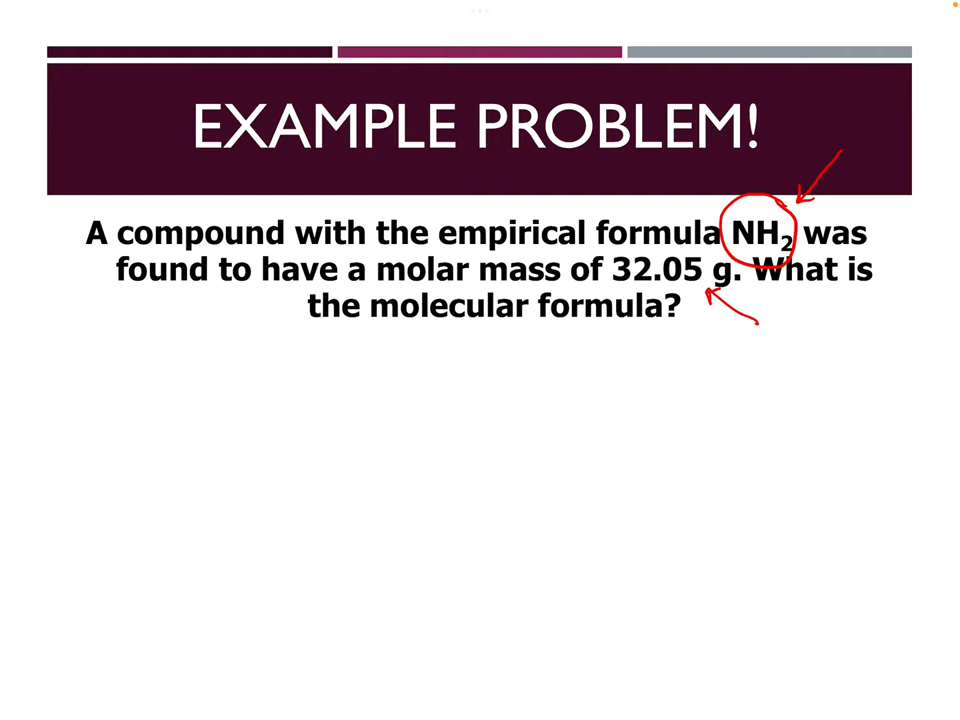 EXAMPLE PROBLEM!
A compound with the empirical formula NH₂ was
found to have a molar mass of 32.05 g. What is
the molecular formula?